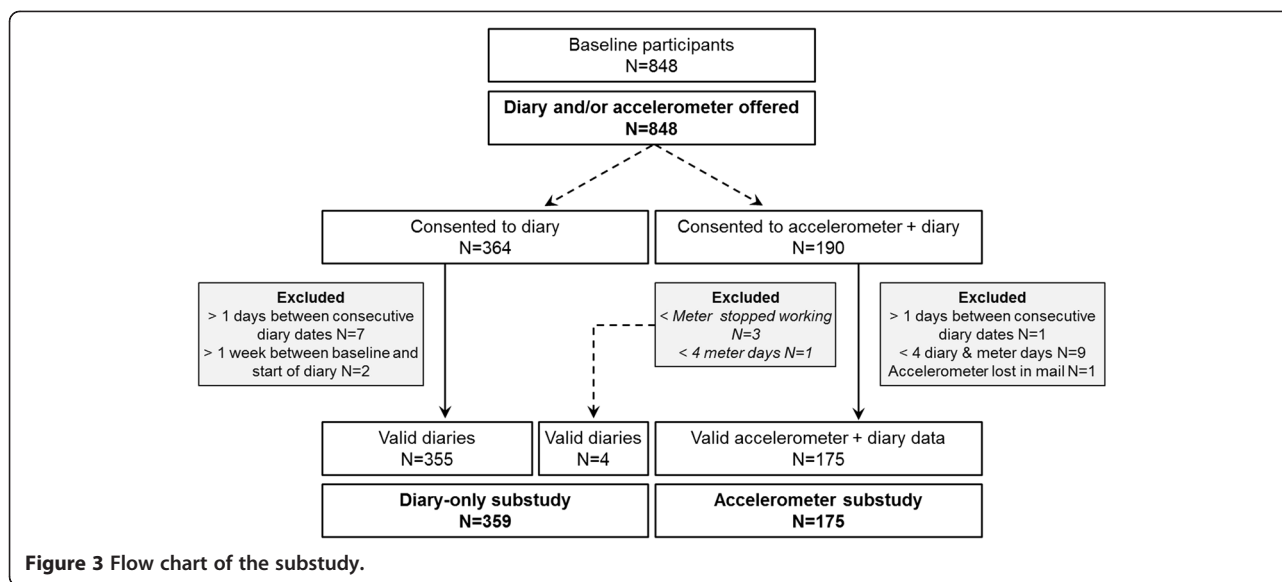 Baseline participants
N=848
Diary and/or accelerometer offered
N=848
Consented to diary
N=364
Consented to accelerometer + diary
N=190
Excluded
> 1 days between consecutive
diary dates N=7
> 1 week between baseline and
start of diary N=2
Excluded
< Meter stopped working
N=3
< 4 meter days N=1
Excluded
> 1 days between consecutive
diary dates N=1
< 4 diary & meter days N=9
Accelerometer lost in mail N=1
Valid diaries
N=355
Valid diaries
N=4
Valid accelerometer + diary data
N=175
Diary-only substudy
N=359
Accelerometer substudy
N=175
Figure 3 Flow chart of the substudy.